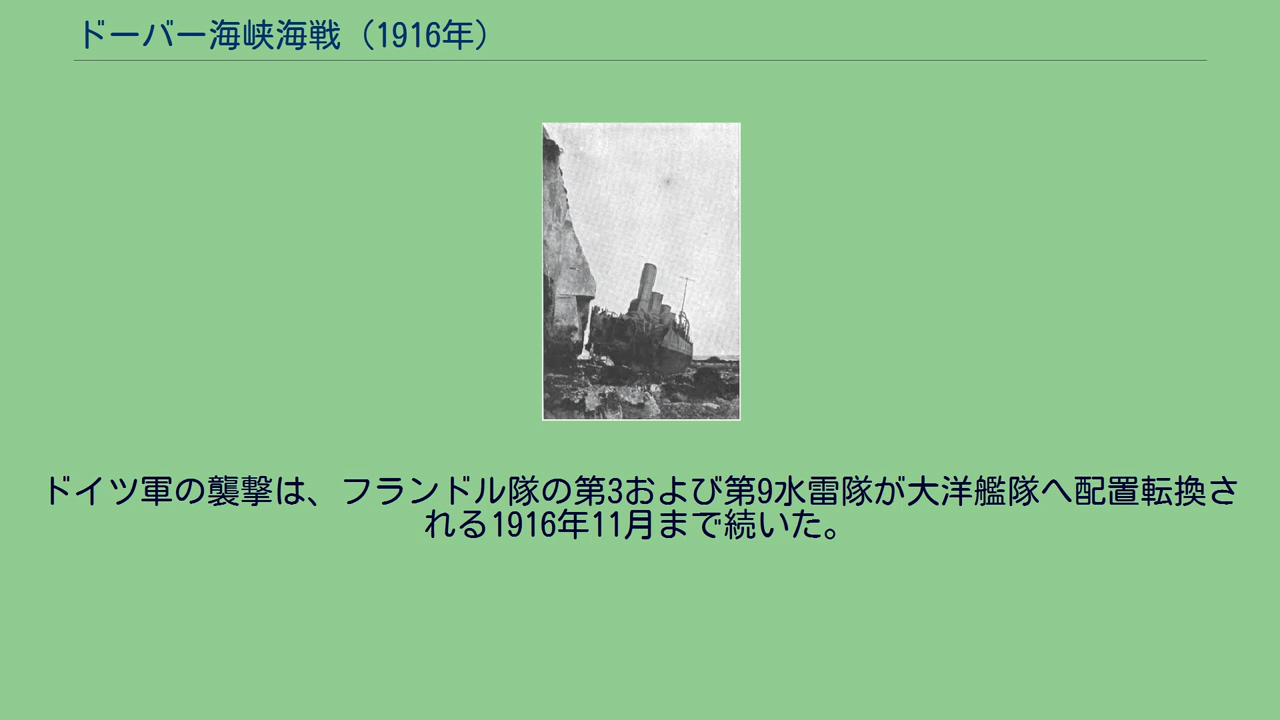 ドーバー海峡海戦（1916年）
ドイツ軍の襲撃は、フランドル隊の第3および第9水雷隊が大洋艦隊へ配置転換さ
れる1916年11月まで続いた。